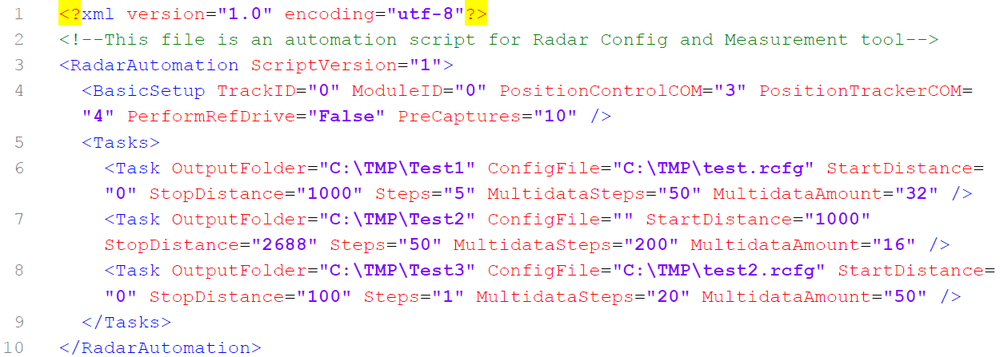 1 <?xml version="1.0" encoding="utf-8"?>
2 <!--This file is an automation script for Radar Config and Measurement tool-->
3 <RadarAutomation ScriptVersion="1">
4 <BasicSetup TrackID="0" ModuleID="0" PositionControlCOM="3" PositionTrackerCOM=
"4" PerformRefDrive="False" PreCaptures="10" />
5 <Tasks>
6 <Task OutputFolder="C:\TMP\Test1" ConfigFile="C:\TMP\test.rcfg" StartDistance=
"0" StopDistance="1000" Steps="5" MultidataSteps="50" MultidataAmount="32" />
7 <Task OutputFolder="C:\TMP\Test2" ConfigFile="" StartDistance="1000"
StopDistance="2688" Steps="50" MultidataSteps="200" MultidataAmount="16" />
8 <Task OutputFolder="C:\TMP\Test3" ConfigFile="C:\TMP\test2.rcfg" StartDistance=
"0" StopDistance="100" Steps="1" MultidataSteps="20" MultidataAmount="50" />
9 </Tasks>
10 </RadarAutomation>